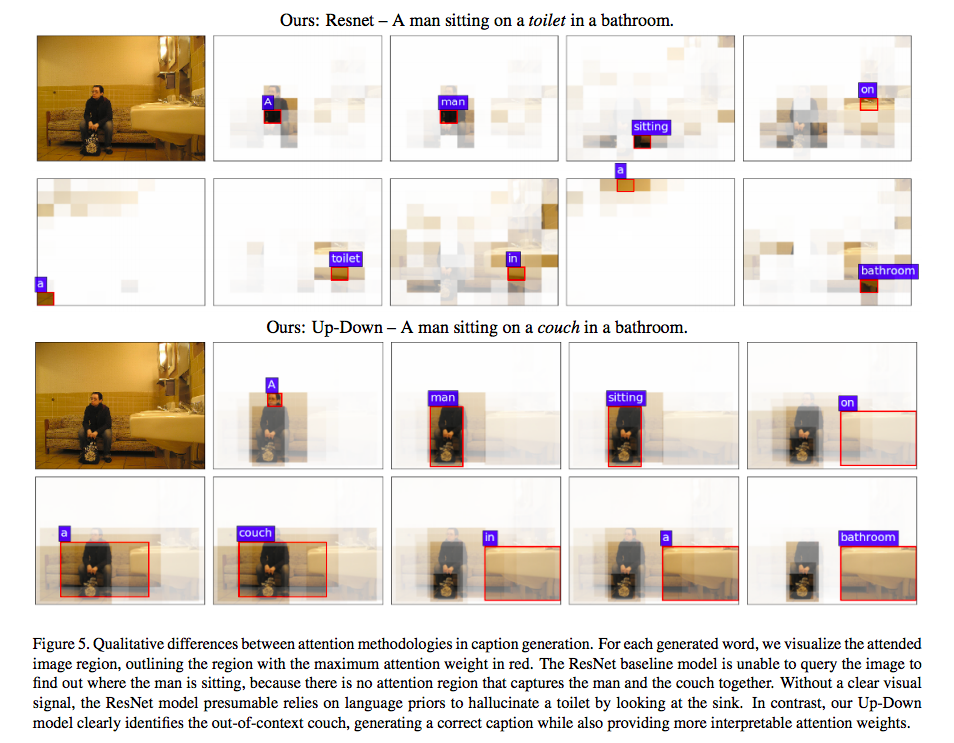 Ours: Resnet – A man sitting on a toilet in a bathroom.
A
man
sitting
on
a
toilet
in
a
bathroom
Ours: Up-Down – A man sitting on a couch in a bathroom.
A
man
sitting
on
a
couch
in
a
bathroom
Figure 5. Qualitative differences between attention methodologies in caption generation. For each generated word, we visualize the attended
image region, outlining the region with the maximum attention weight in red. The ResNet baseline model is unable to query the image to
find out where the man is sitting, because there is no attention region that captures the man and the couch together. Without a clear visual
signal, the ResNet model presumable relies on language priors to hallucinate a toilet by looking at the sink. In contrast, our Up-Down
model clearly identifies the out-of-context couch, generating a correct caption while also providing more interpretable attention weights.